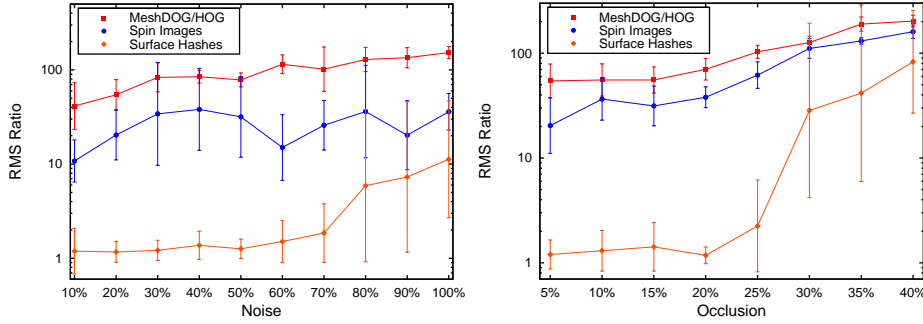 MeshDOG/HOG
Spin Images
Surface Hashes
RMS Ratio
100
10
1
10% 20% 30% 40% 50% 60% 70% 80% 90% 100%
Noise
MeshDOG/HOG
Spin Images
Surface Hashes
RMS Ratio
100
10
1
5% 10% 15% 20% 25% 30% 35% 40%
Occlusion